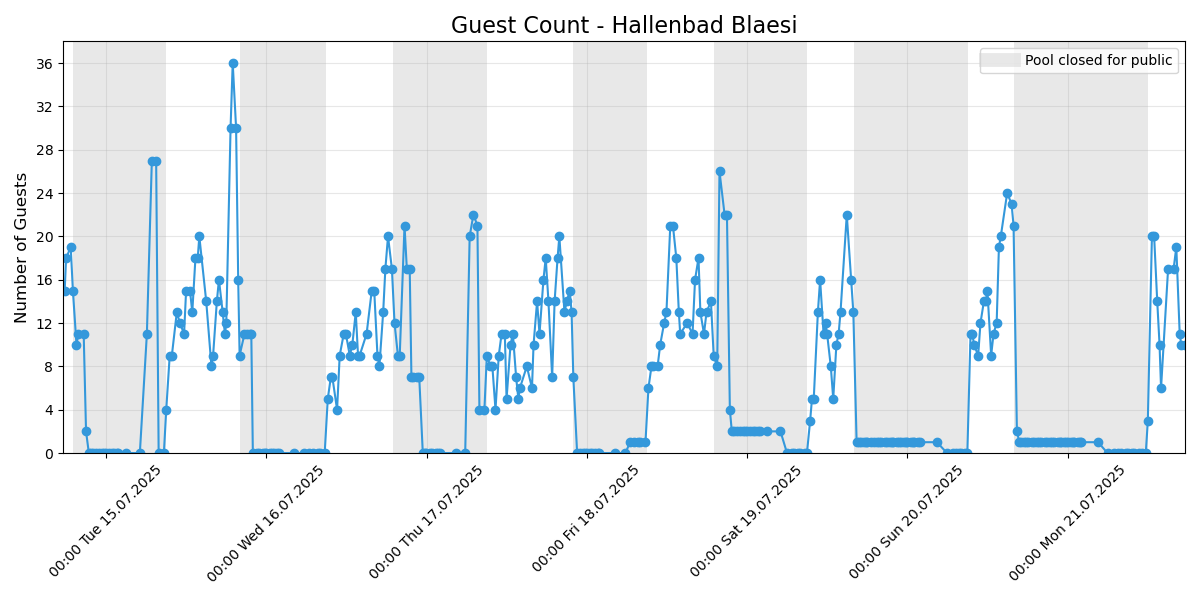 Guest Count - Hallenbad Blaesi
Pool closed for public
Number of Guests
36
32
28
24
20
16
12
8
4
0
00:00 Tue 15.07.2025
00:00 Wed 16.07.2025
00:00 Thu 17.07.2025
00:00 Fri 18.07.2025
00:00 Sat 19.07.2025
00:00 Sun 20.07.2025
00:00 Mon 21.07.2025